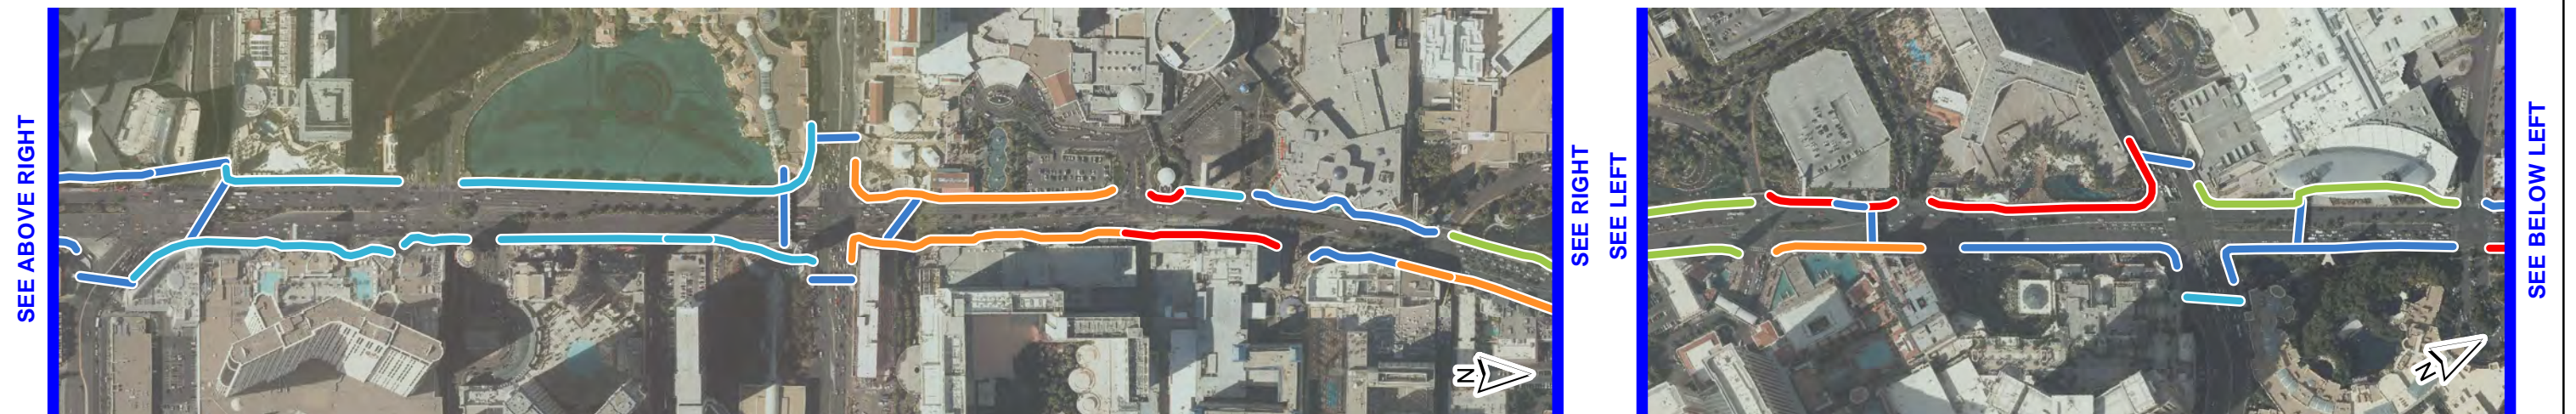 SEE ABOVE RIGHT
N
SEE RIGHT
SEE LEFT
N
SEE BELOW LEFT